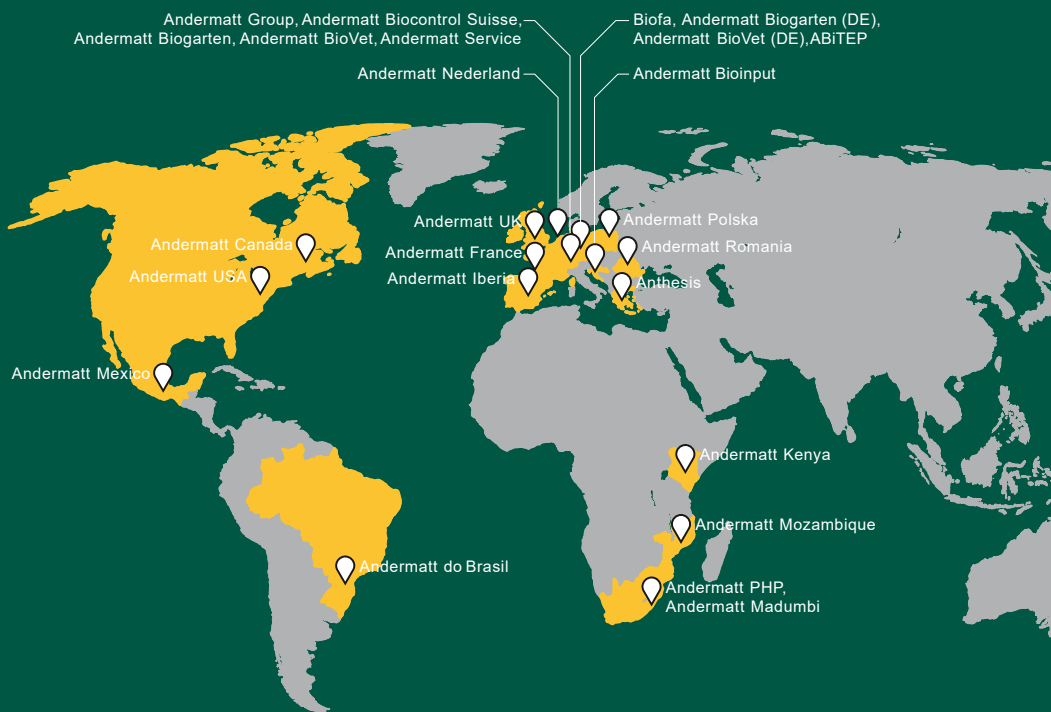 Andermatt Group, Andermatt Biocontrol Suisse,
Andermatt Biogarten, Andermatt BioVet, Andermatt Service
Biofa, Andermatt Biogarten (DE),
Andermatt BioVet (DE), ABiTEP
Andermatt Nederland
Andermatt Bioinput
Andermatt UK
Andermatt Polska
Andermatt Canada
Andermatt France
Andermatt Romania
Andermatt USA
Andermatt Iberia
Anthesis
Andermatt Mexico
Andermatt Kenya
Andermatt Mozambique
Andermatt do Brasil
Andermatt PHP,
Andermatt Madumbi